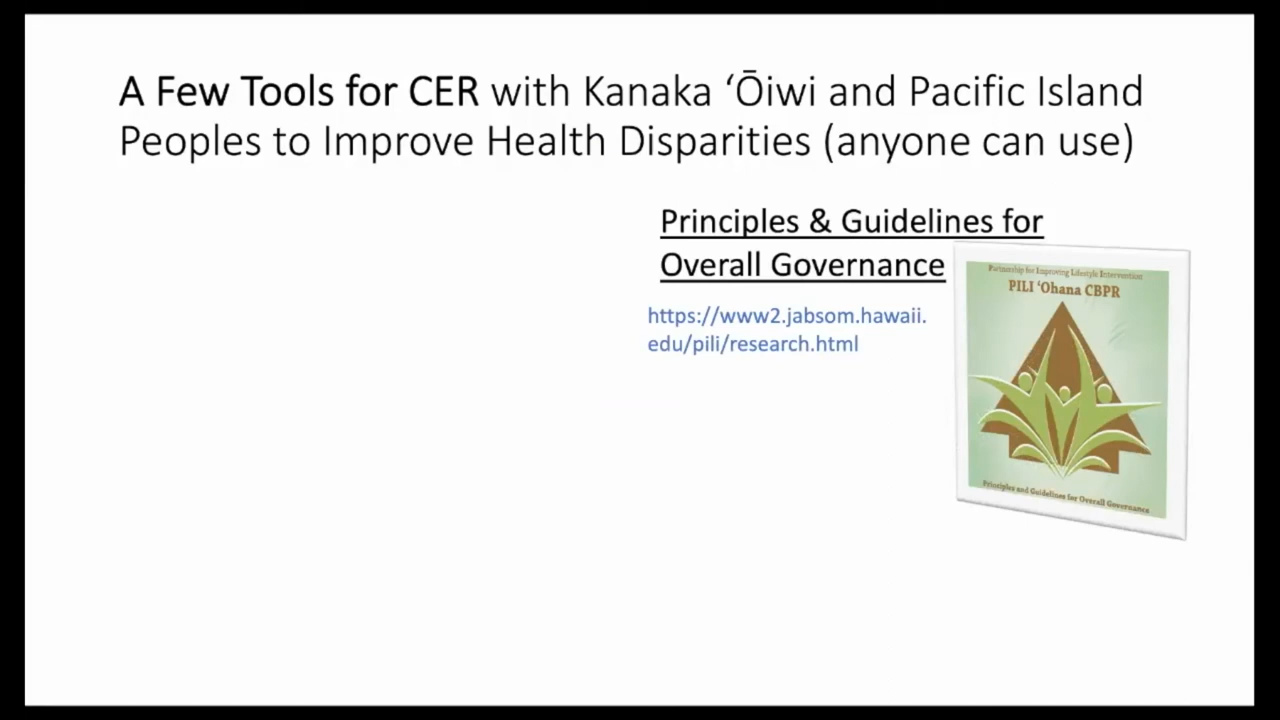 A Few Tools for CER with Kanaka ‘Ōiwi and Pacific Island
Peoples to Improve Health Disparities (anyone can use)
Principles & Guidelines for
Overall Governance
https://www2.jabsom.hawaii.
edu/pili/research.html
Partnership for Improving Lifestyle Intervention
PILI ‘Ohana CBPR
Principles and Guidelines for Overall Governance